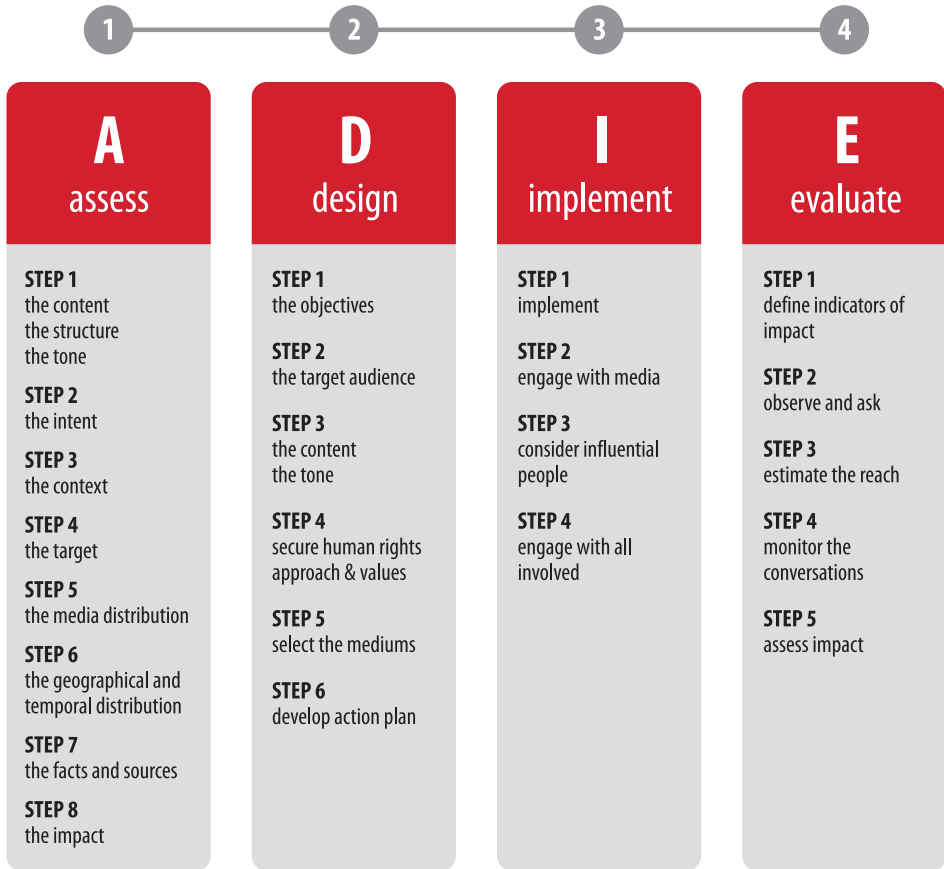 1
2
3
4
A
assess
STEP 1
the content
the structure
the tone
STEP 2
the intent
STEP 3
the context
STEP 4
the target
STEP 5
the media distribution
STEP 6
the geographical and
temporal distribution
STEP 7
the facts and sources
STEP 8
the impact
D
design
STEP 1
the objectives
STEP 2
the target audience
STEP 3
the content
the tone
STEP 4
secure human rights
approach & values
STEP 5
select the mediums
STEP 6
develop action plan
I
implement
STEP 1
implement
STEP 2
engage with media
STEP 3
consider influential
people
STEP 4
engage with all
involved
E
evaluate
STEP 1
define indicators of
impact
STEP 2
observe and ask
STEP 3
estimate the reach
STEP 4
monitor the
conversations
STEP 5
assess impact